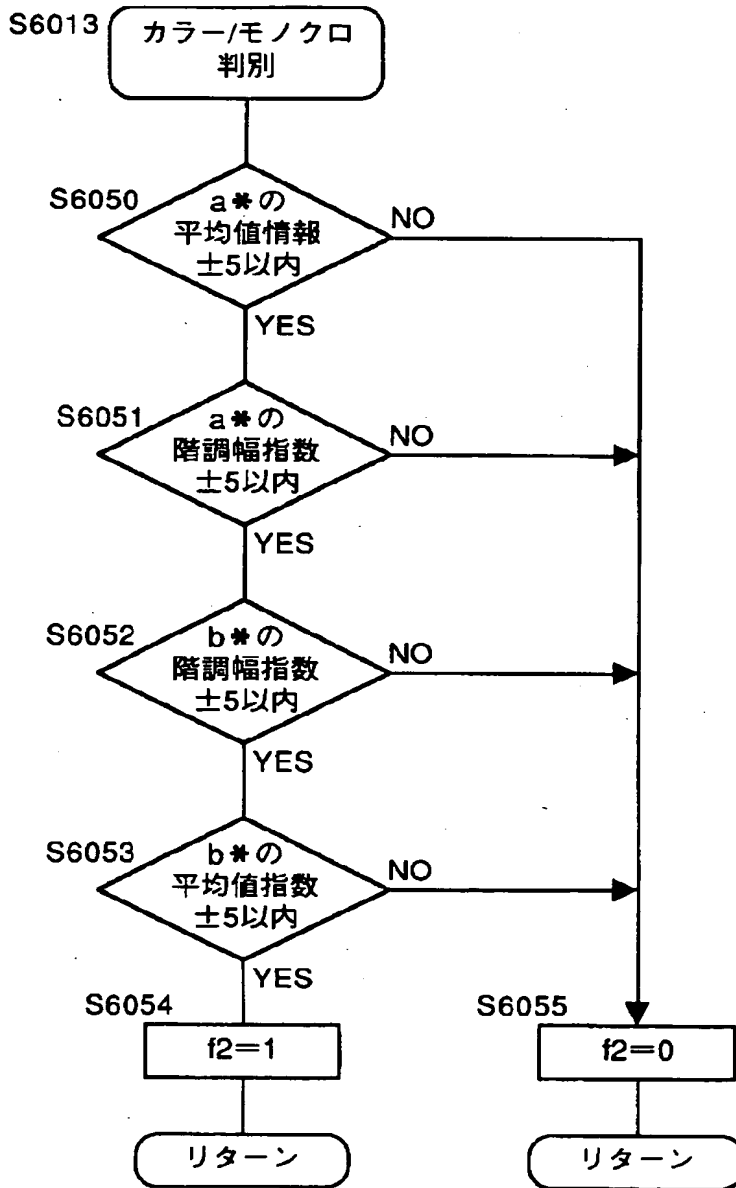 S6013
カラー/モノクロ
判別
S6050
a*の
平均値情報
±5以内
NO
YES
S6051
a*の
階調幅指数
±5以内
NO
YES
S6052
b*の
階調幅指数
±5以内
NO
YES
S6053
b*の
平均値指数
±5以内
NO
YES
S6054
f2=1
S6055
f2=0
リターン
リターン